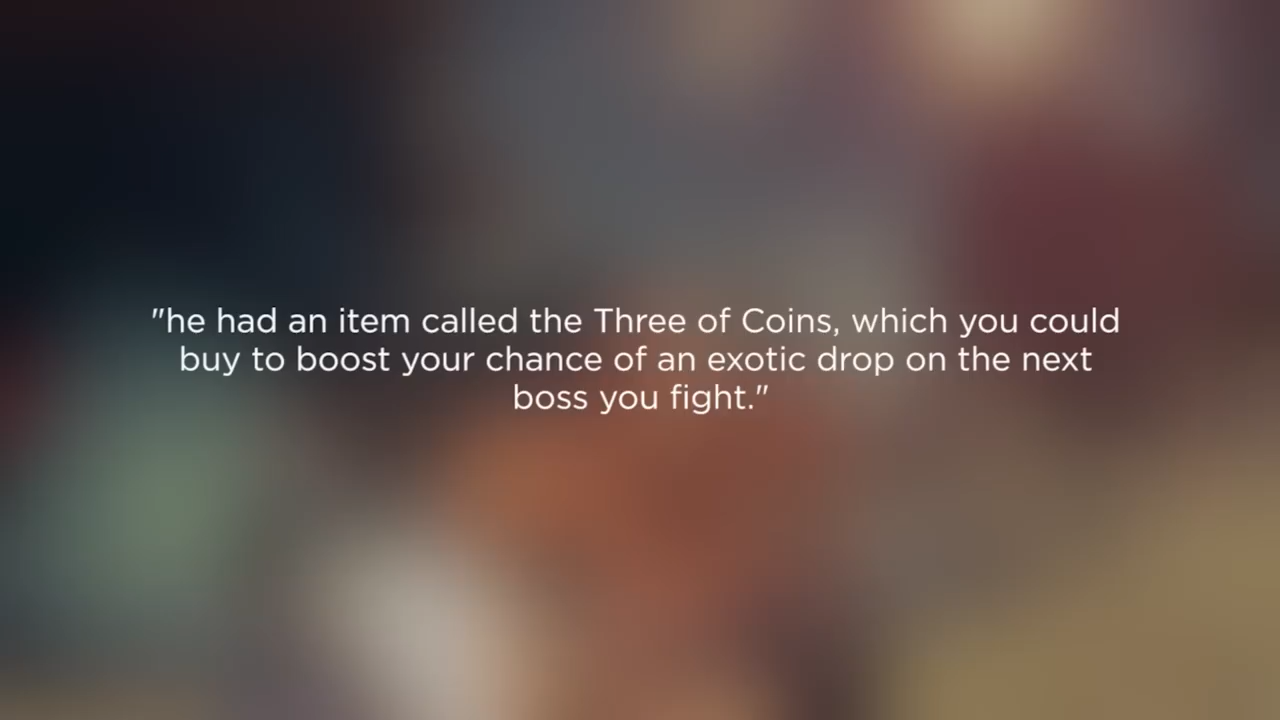 "he had an item called the Three of Coins, which you could
buy to boost your chance of an exotic drop on the next
boss you fight."